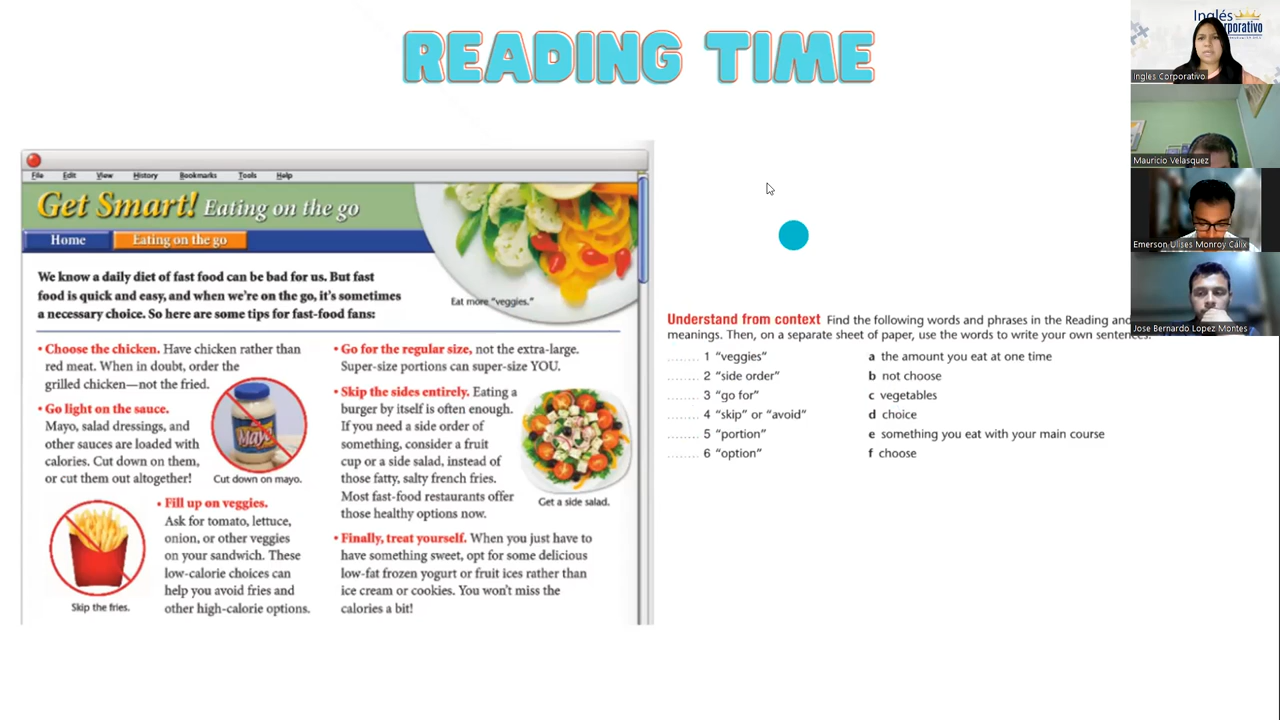 READING TIME
File Edit View History Bookmarks Tools Help
Get Smart! Eating on the go
Home Eating on the go
We know a daily diet of fast food can be bad for us. But fast
food is quick and easy, and when we're on the go, it's sometimes
a necessary choice. So here are some tips for fast-food fans:
Eat more "veggies."
• Choose the chicken. Have chicken rather than
red meat. When in doubt, order the
grilled chicken—not the fried.
• Go light on the sauce.
Mayo, salad dressings, and
other sauces are loaded with
calories. Cut down on them,
or cut them out altogether!
Mayo
Cut down on mayo.
• Fill up on veggies.
Ask for tomato, lettuce,
onion, or other veggies
on your sandwich. These
low-calorie choices can
help you avoid fries and
other high-calorie options.
Skip the fries.
• Go for the regular size, not the extra-large.
Super-size portions can super-size YOU.
• Skip the sides entirely. Eating a
burger by itself is often enough.
If you need a side order of
something, consider a fruit
cup or a side salad, instead of
those fatty, salty french fries.
Most fast-food restaurants offer
those healthy options now.
Get a side salad.
• Finally, treat yourself. When you just have to
have something sweet, opt for some delicious
low-fat frozen yogurt or fruit ices rather than
ice cream or cookies. You won't miss the
calories a bit!
Understand from context Find the following words and phrases in the Reading and
meanings. Then, on a separate sheet of paper, use the words to write your own sentences.
........ 1 "veggies"
........ 2 "side order"
........ 3 "go for"
........ 4 "skip" or "avoid"
........ 5 "portion"
........ 6 "option"
a the amount you eat at one time
b not choose
c vegetables
d choice
e something you eat with your main course
f choose
Inglés
Corporativo
Ingles Corporativo
Mauricio Velasquez
Emerson Ulises Monroy Cálix
Jose Bernardo Lopez Montes